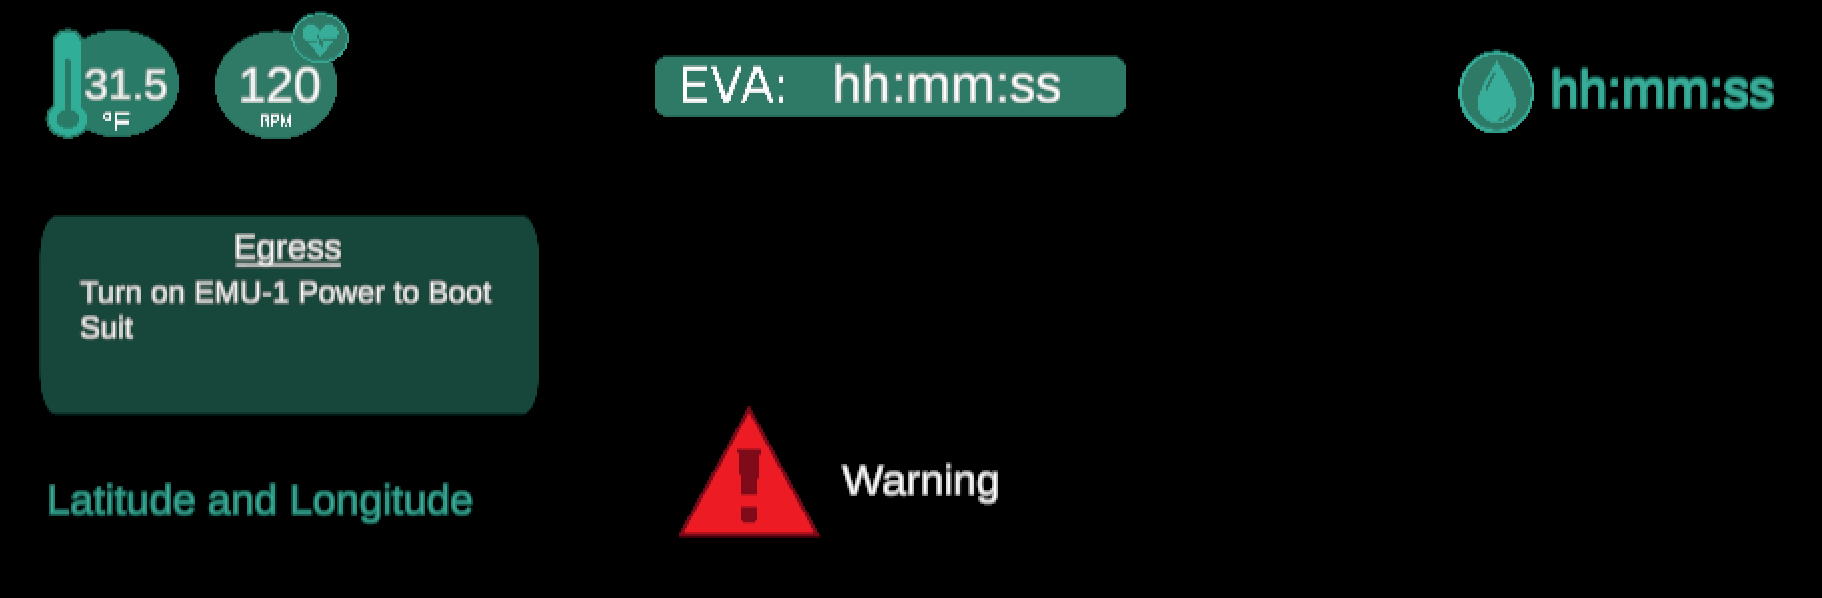 31.5
°F
120
RPM
EVA: hh:mm:ss
hh:mm:ss
Egress
Turn on EMU-1 Power to Boot
Suit
Latitude and Longitude
! Warning